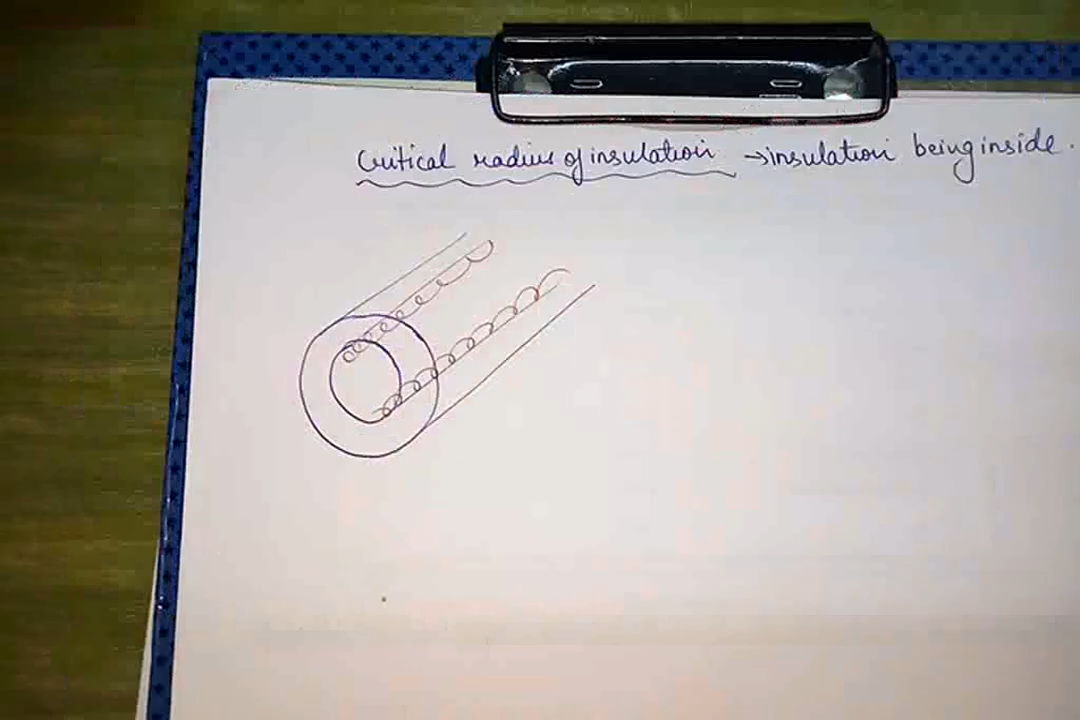 Critical radius of insulation → insulation being inside.